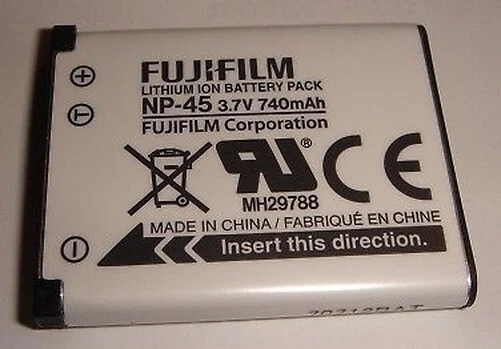 FUJIFILM
LITHIUM ION BATTERY PACK
NP-45 3.7V 740mAh
FUJIFILM Corporation
MH29788
MADE IN CHINA / FABRIQUÉ EN CHINE
Insert this direction.